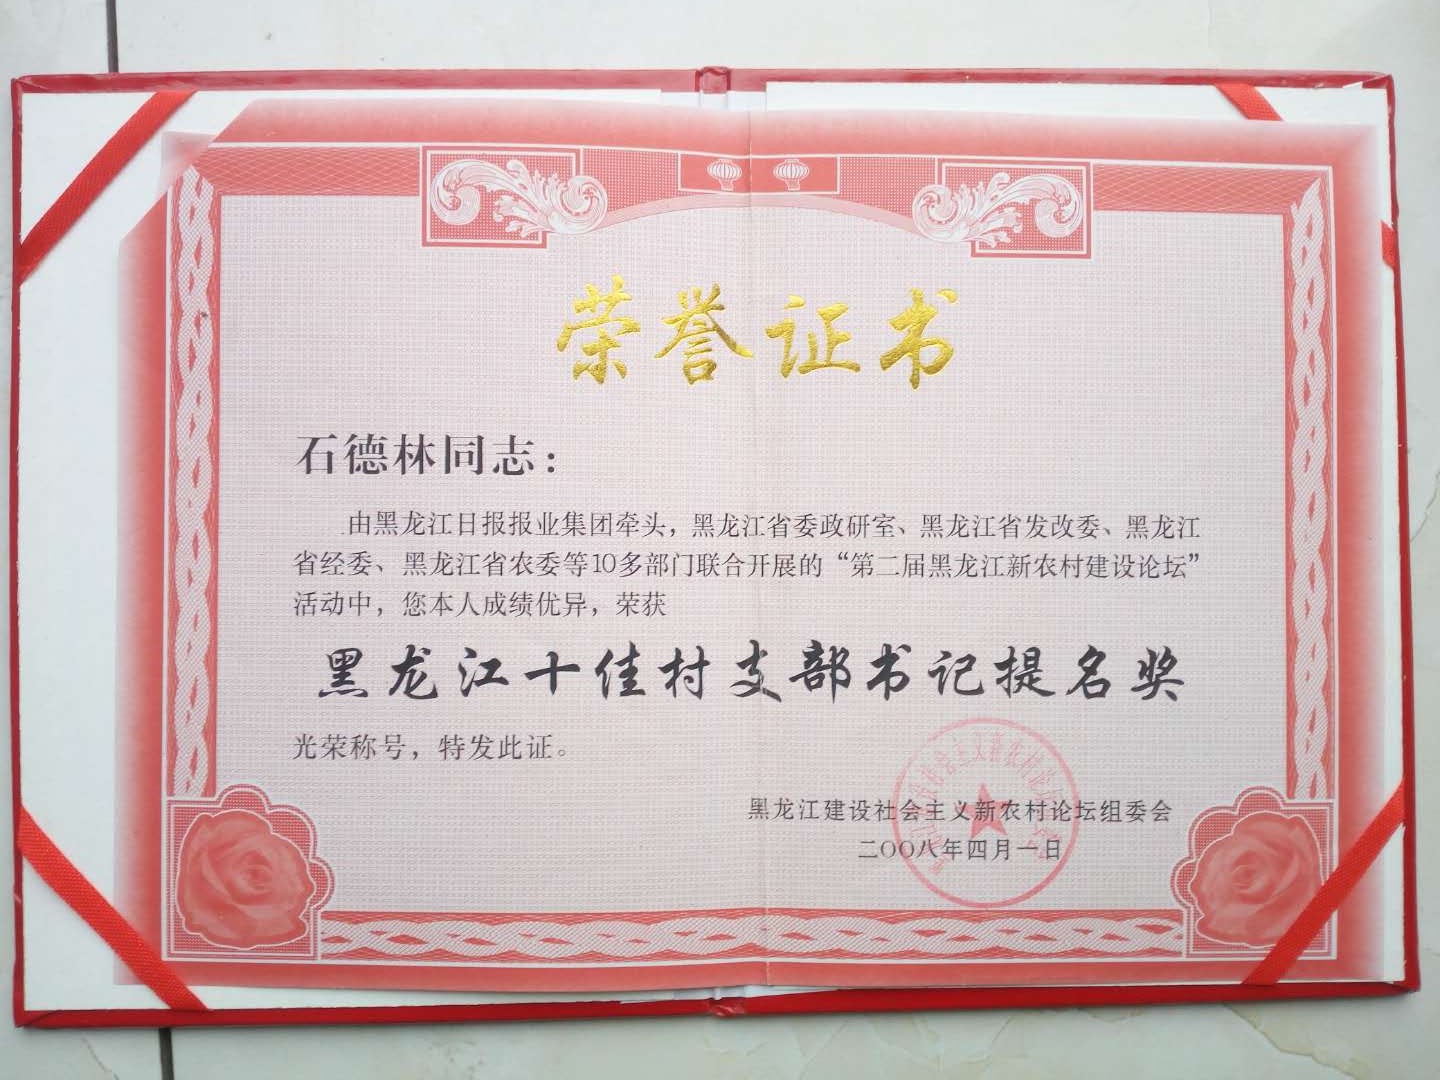 荣誉证书
石德林同志：
由黑龙江日报报业集团牵头，黑龙江省委政研室、黑龙江省发改委、黑龙江
省经委、黑龙江省农委等10多部门联合开展的“第二届黑龙江新农村建设论坛”
活动中，您本人成绩优异，荣获
黑龙江十佳村支部书记提名奖
光荣称号，特发此证。
黑龙江建设社会主义新农村论坛组委会
二〇〇八年四月一日